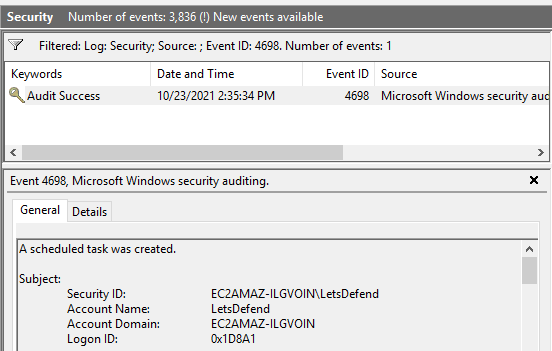 Security Number of events: 3,836 (!) New events available
Filtered: Log: Security; Source: ; Event ID: 4698. Number of events: 1
Keywords Date and Time Event ID Source
Audit Success 10/23/2021 2:35:34 PM 4698 Microsoft Windows security aud
Event 4698, Microsoft Windows security auditing.
General Details
A scheduled task was created.
Subject:
Security ID: EC2AMAZ-ILGVOIN\LetsDefend
Account Name: LetsDefend
Account Domain: EC2AMAZ-ILGVOIN
Logon ID: 0x1D8A1